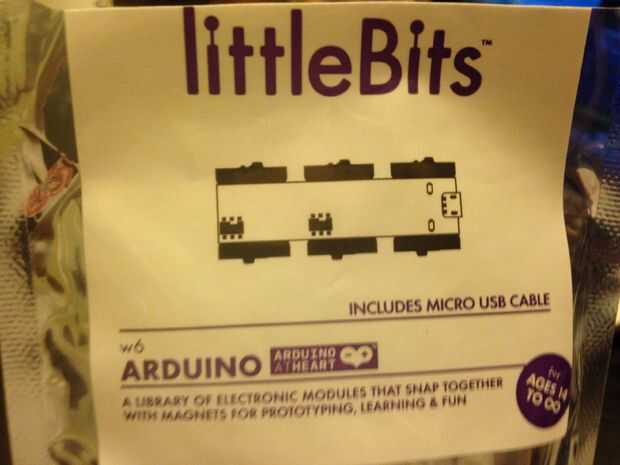 littleBits™
INCLUDES MICRO USB CABLE
w6
ARDUINO ARDUINO
AT HEART
A LIBRARY OF ELECTRONIC MODULES THAT SNAP TOGETHER
WITH MAGNETS FOR PROTOTYPING, LEARNING & FUN
for
AGES 14
TO ∞